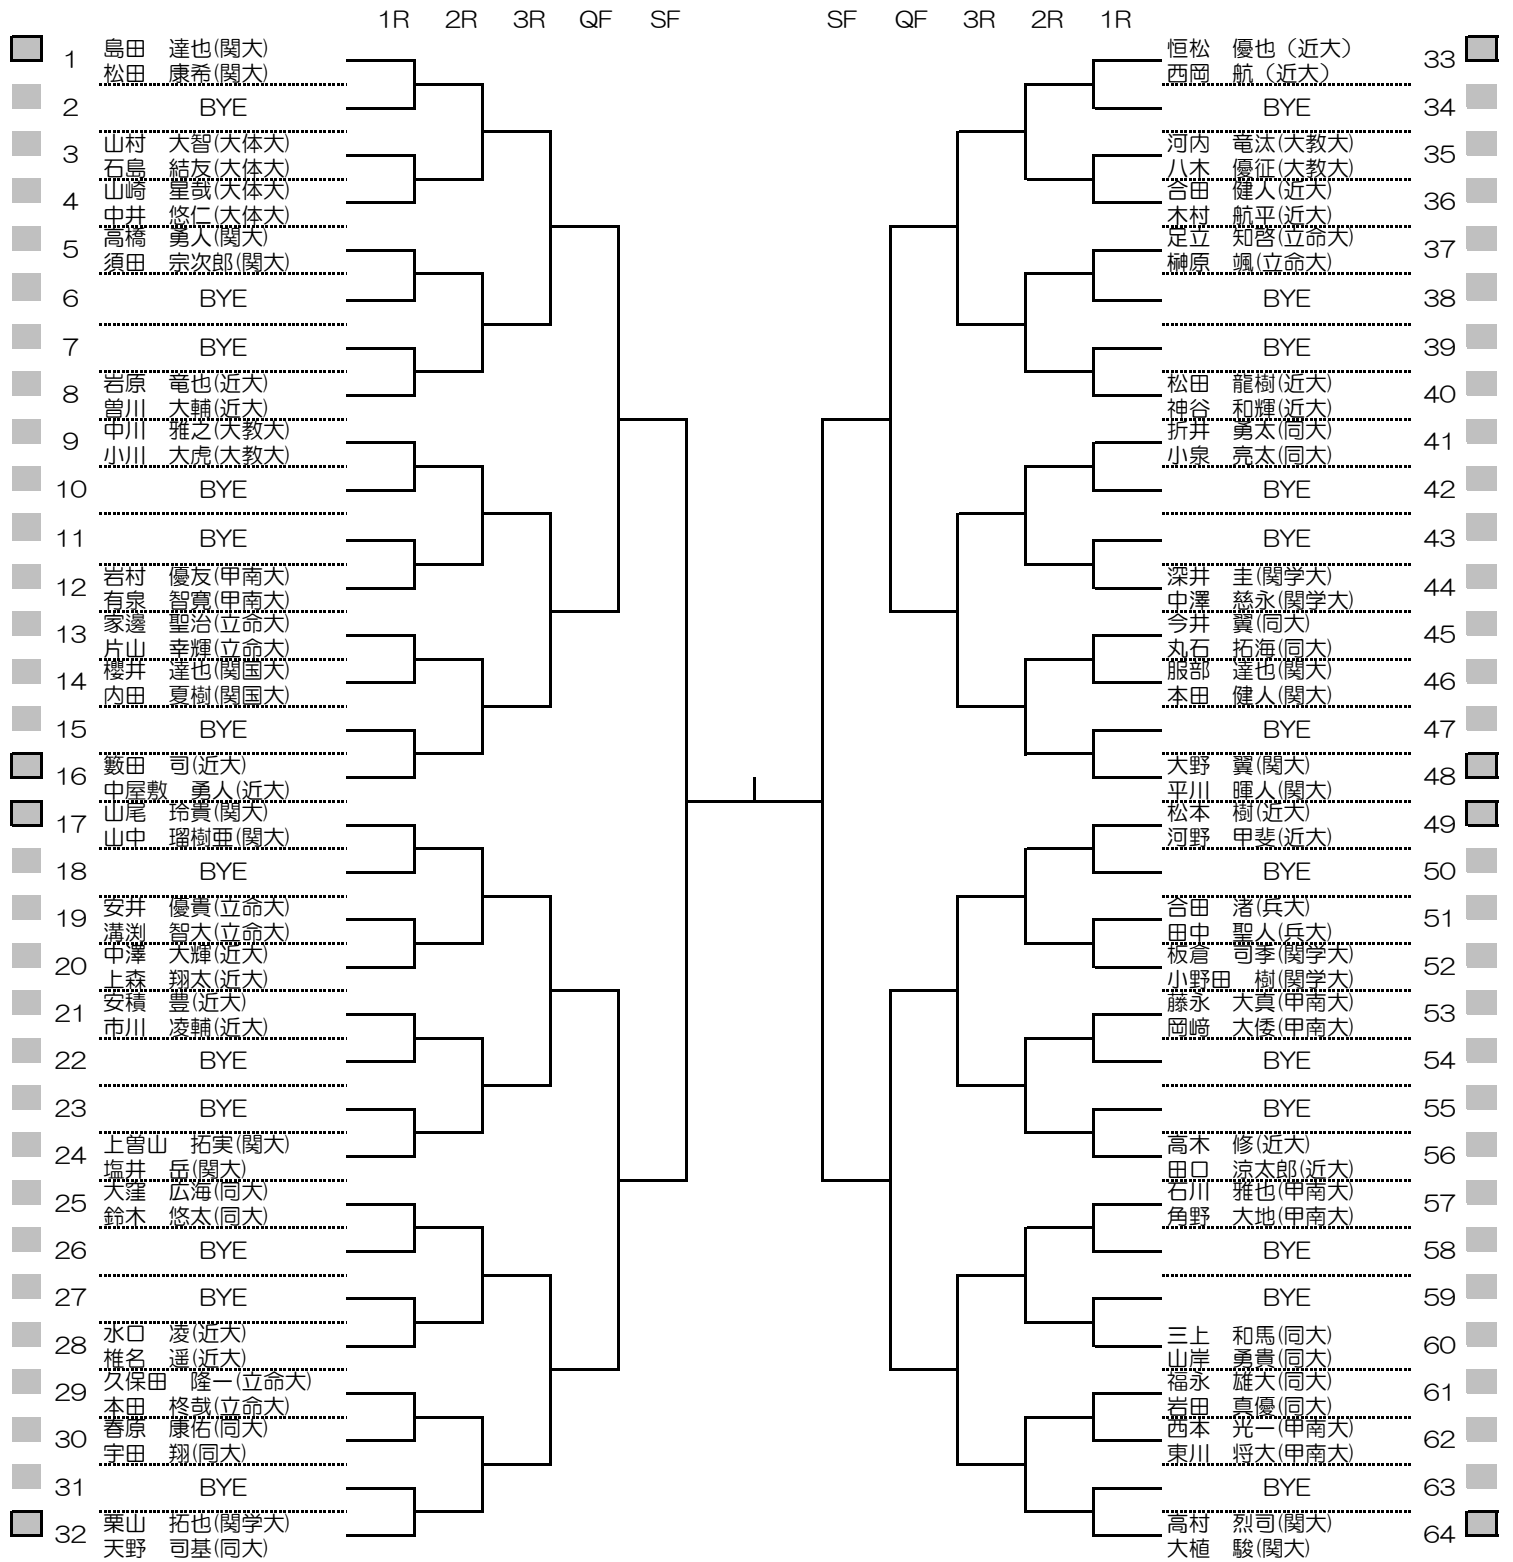 1R 2R 3R QF SF SF QF 3R 2R 1R
1 島田　達也(関大)
松田　康希(関大)
2 BYE
3 山村　大智(大体大)
石島　結友(大体大)
4 山崎　星哉(大体大)
中井　悠仁(大体大)
5 高橋　勇人(関大)
須田　宗次郎(関大)
6 BYE
7 BYE
8 岩原　竜也(近大)
曽川　大輔(近大)
9 中川　雅之(大教大)
小川　大虎(大教大)
10 BYE
11 BYE
12 岩村　優友(甲南大)
有泉　智寛(甲南大)
13 家邊　聖治(立命大)
片山　幸輝(立命大)
14 櫻井　達也(関国大)
内田　夏樹(関国大)
15 BYE
16 籔田　司(近大)
中屋敷　勇人(近大)
17 山尾　玲貴(関大)
山中　瑠樹亜(関大)
18 BYE
19 安井　優貴(立命大)
溝渕　智大(立命大)
20 中澤　大輝(近大)
上森　翔太(近大)
21 安積　豊(近大)
市川　凌輔(近大)
22 BYE
23 BYE
24 上曽山　拓実(関大)
塩井　岳(関大)
25 大窪　広海(同大)
鈴木　悠太(同大)
26 BYE
27 BYE
28 水口　凌(近大)
椎名　遥(近大)
29 久保田　隆一(立命大)
本田　柊哉(立命大)
30 春原　康佑(同大)
宇田　翔(同大)
31 BYE
32 栗山　拓也(関学大)
天野　司基(同大)
恒松　優也（近大） 33
西岡　航（近大）
BYE 34
河内　竜汰(大教大) 35
八木　優征(大教大)
合田　健人(近大) 36
木村　航平(近大)
足立　知啓(立命大) 37
榊原　颯(立命大)
BYE 38
BYE 39
松田　龍樹(近大) 40
神谷　和輝(近大)
折井　勇太(同大) 41
小泉　亮太(同大)
BYE 42
BYE 43
深井　圭(関学大) 44
中澤　慈永(関学大)
今井　翼(同大) 45
丸石　拓海(同大)
服部　達也(関大) 46
本田　健人(関大)
BYE 47
大野　翼(関大) 48
平川　暉人(関大)
松本　樹(近大) 49
河野　甲斐(近大)
BYE 50
合田　渚(兵大) 51
田中　聖人(兵大)
板倉　司季(関学大) 52
小野田　樹(関学大)
藤永　大真(甲南大) 53
岡﨑　大倭(甲南大)
BYE 54
BYE 55
高木　修(近大) 56
田口　涼太郎(近大)
石川　雅也(甲南大) 57
角野　大地(甲南大)
BYE 58
BYE 59
三上　和馬(同大) 60
山岸　勇貴(同大)
福永　雄大(同大) 61
岩田　真優(同大)
西本　光一(甲南大) 62
東川　将大(甲南大)
BYE 63
高村　烈司(関大) 64
大植　駿(関大)